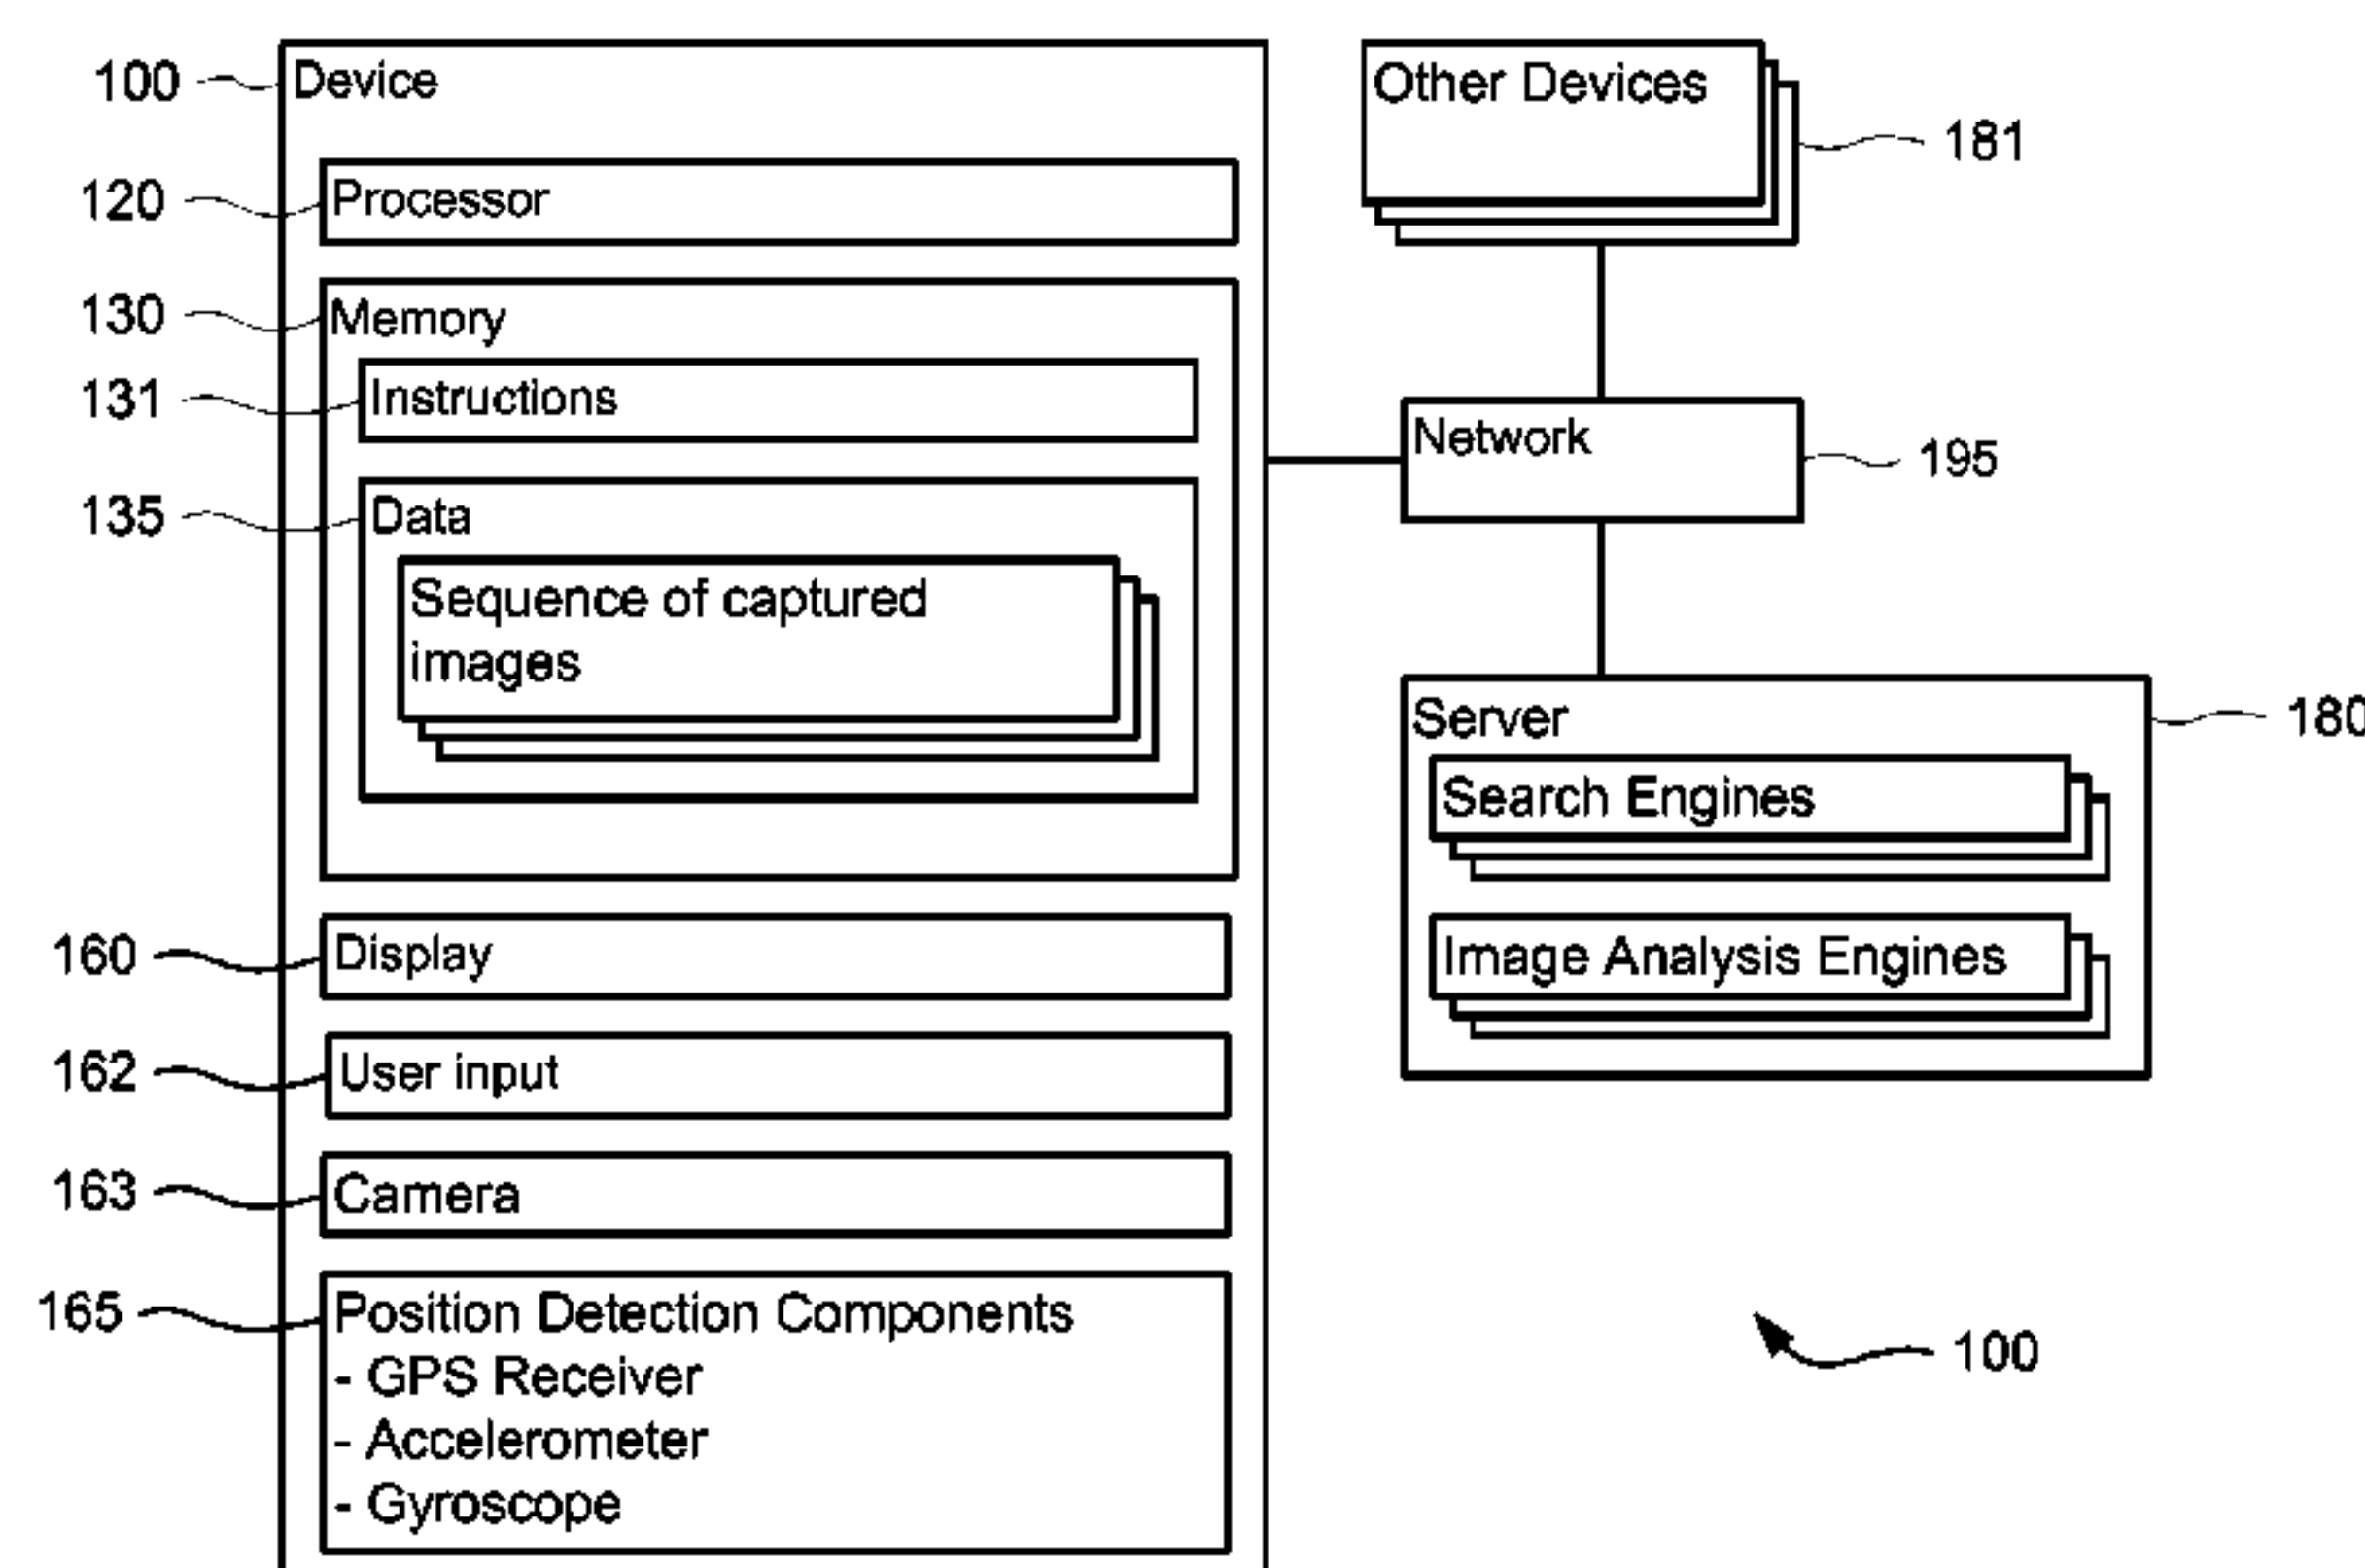 100 Device
120 Processor
130 Memory
131 Instructions
135 Data
Sequence of captured
images
160 Display
162 User input
163 Camera
165 Position Detection Components
- GPS Receiver
- Accelerometer
- Gyroscope
Other Devices 181
Network 195
Server 180
Search Engines
Image Analysis Engines
100